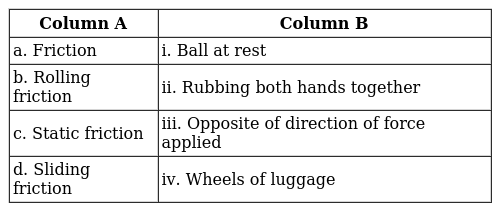 Column A Column B
a. Friction i. Ball at rest
b. Rolling
friction
ii. Rubbing both hands together
c. Static friction
iii. Opposite of direction of force
applied
d. Sliding
friction
iv. Wheels of luggage